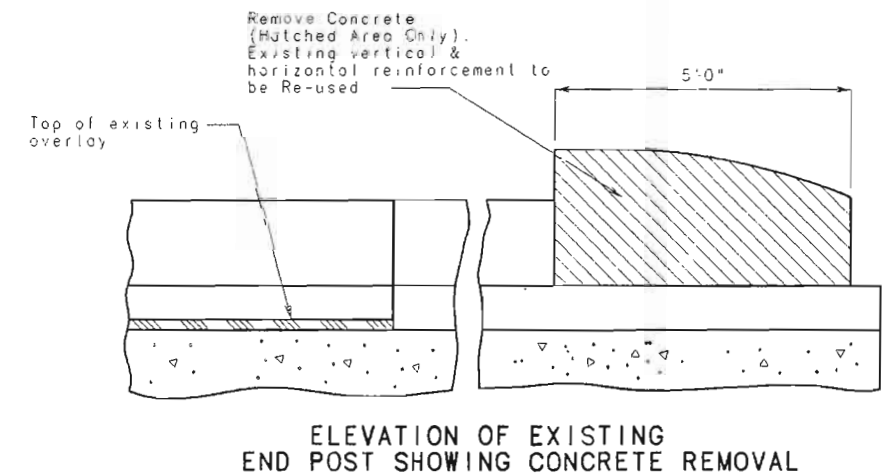 Remove Concrete
(Hatched Area Only).
Existing vertical &
horizontal reinforcement to
be Re-used
5'-0"
Top of existing
overlay
ELEVATION OF EXISTING
END POST SHOWING CONCRETE REMOVAL